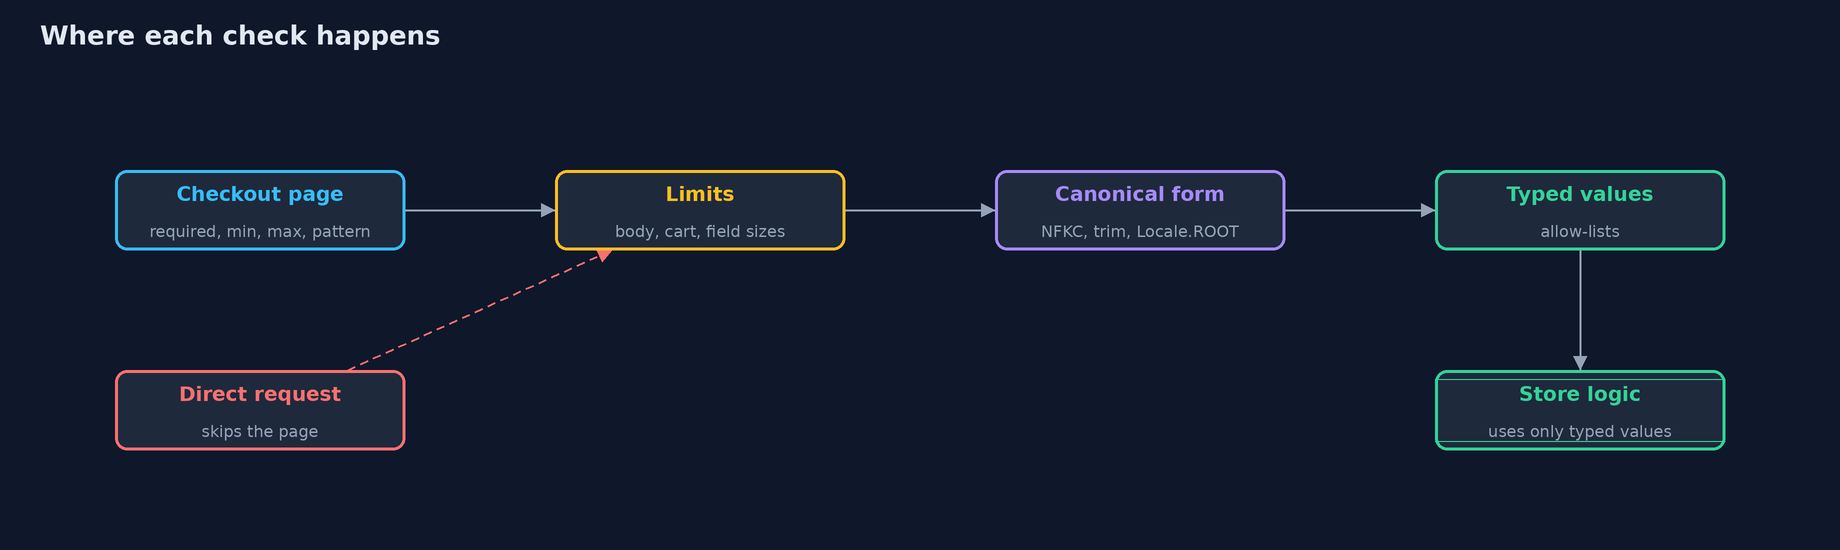 Where each check happens
Checkout page
required, min, max, pattern
Limits
body, cart, field sizes
Canonical form
NFKC, trim, Locale.ROOT
Typed values
allow-lists
Direct request
skips the page
Store logic
uses only typed values